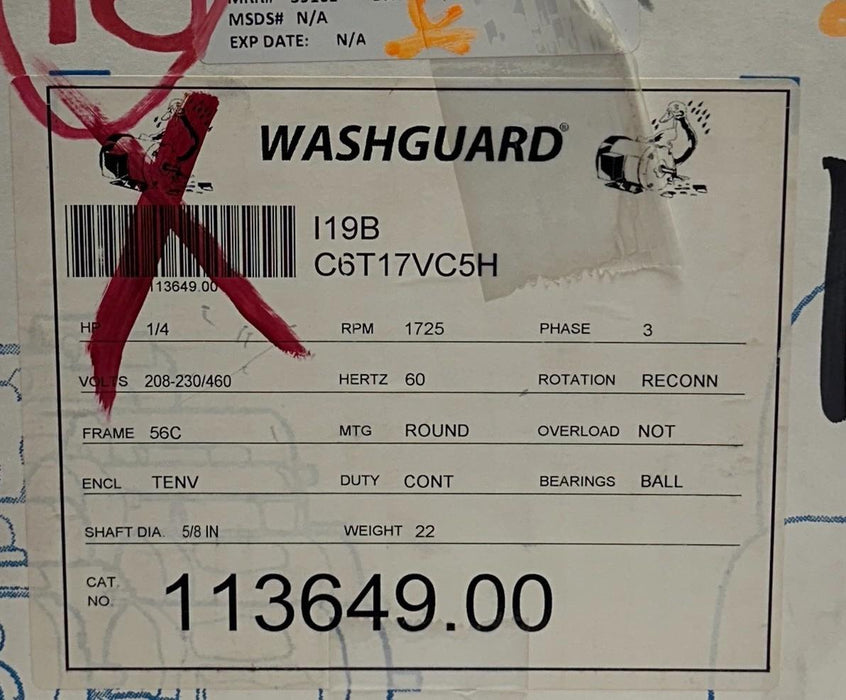 MSDS# N/A
EXP DATE: N/A
WASHGUARD®
I19B
C6T17VC5H
113649.00
HP 1/4 RPM 1725 PHASE 3
VOLTS 208-230/460 HERTZ 60 ROTATION RECONN
FRAME 56C MTG ROUND OVERLOAD NOT
ENCL TENV DUTY CONT BEARINGS BALL
SHAFT DIA. 5/8 IN WEIGHT 22
CAT.
NO. 113649.00